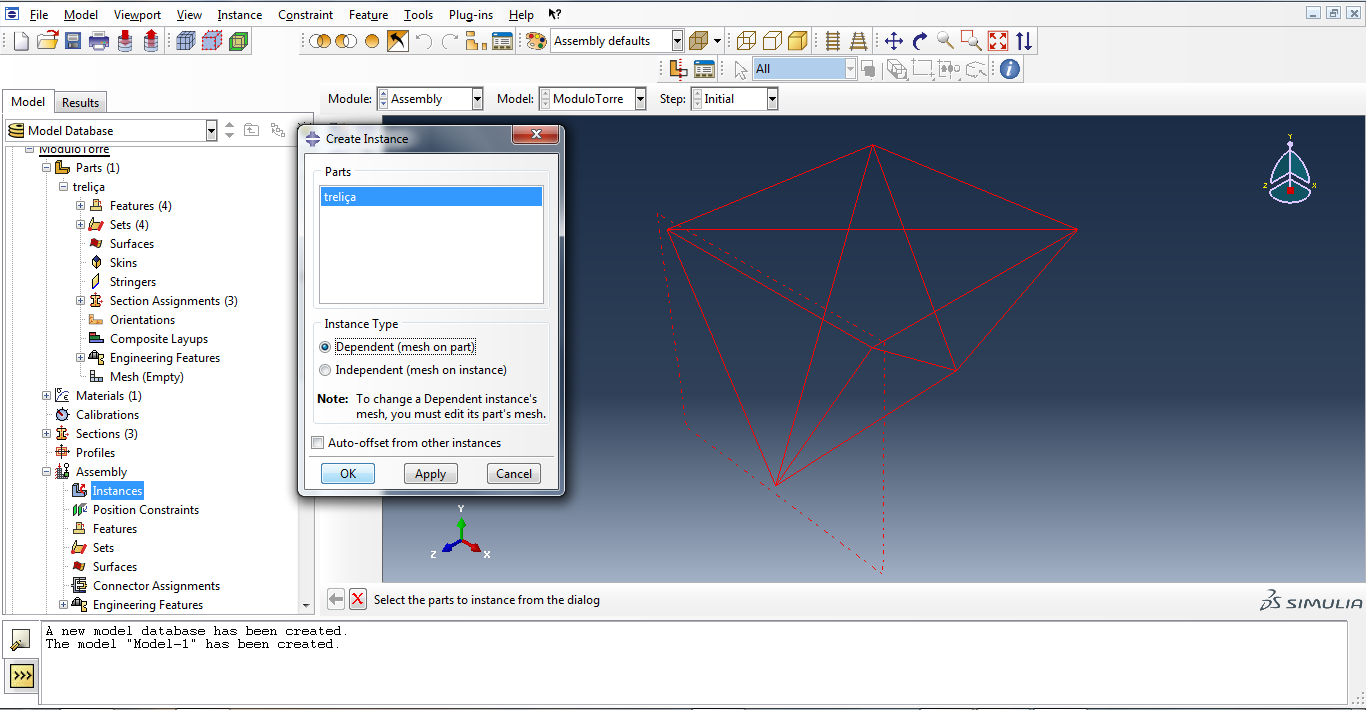 File Model Viewport View Instance Constraint Feature Tools Plug-ins Help
Assembly defaults
All
Model Results
Module: Assembly Model: ModuloTorre Step: Initial
Model Database
ModuloTorre
Parts (1)
treliça
Features (4)
Sets (4)
Surfaces
Skins
Stringers
Section Assignments (3)
Orientations
Composite Layups
Engineering Features
Mesh (Empty)
Materials (1)
Calibrations
Sections (3)
Profiles
Assembly
Instances
Position Constraints
Features
Sets
Surfaces
Connector Assignments
Engineering Features
Create Instance
Parts
treliça
Instance Type
Dependent (mesh on part)
Independent (mesh on instance)
Note: To change a Dependent instance's
mesh, you must edit its part's mesh.
Auto-offset from other instances
OK Apply Cancel
Y
Z X
Y
Z X
Select the parts to instance from the dialog
SIMULIA
A new model database has been created.
The model "Model-1" has been created.
>>>